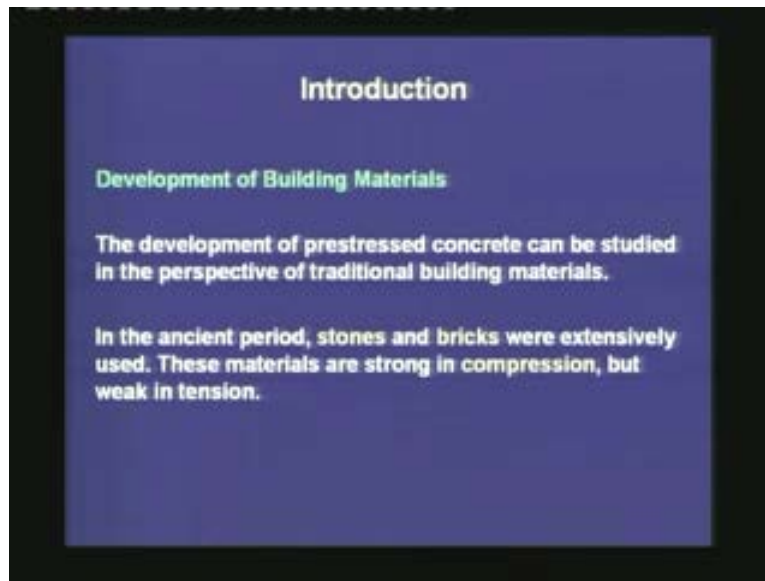 Introduction
Development of Building Materials
The development of prestressed concrete can be studied
in the perspective of traditional building materials.
In the ancient period, stones and bricks were extensively
used. These materials are strong in compression, but
weak in tension.